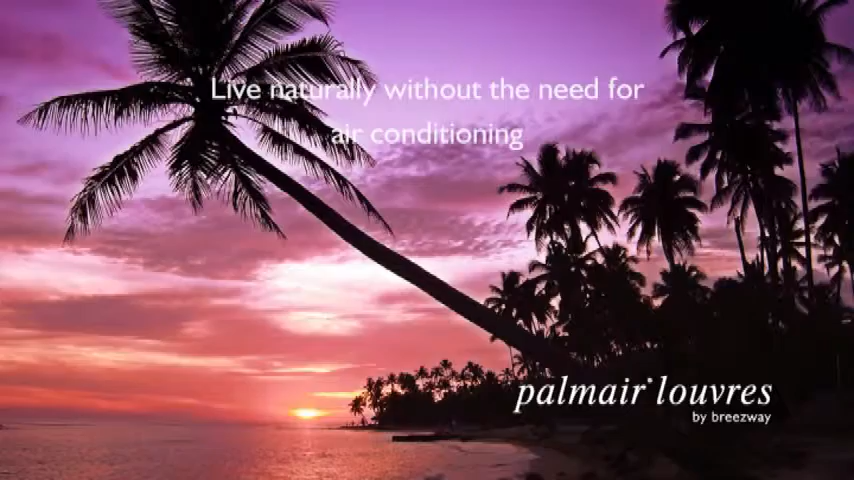 Live naturally without the need for
air conditioning
palmair® louvres
by breezway